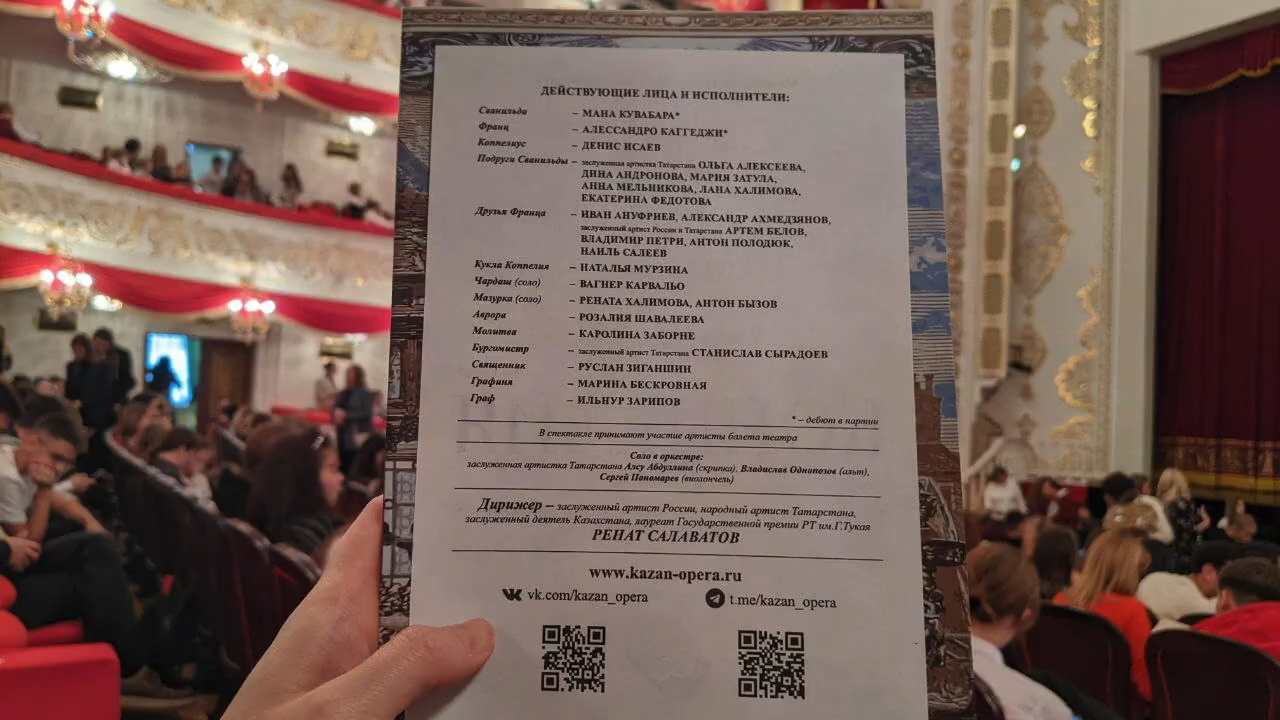 ДЕЙСТВУЮЩИЕ ЛИЦА И ИСПОЛНИТЕЛИ:
Сванильда – МАНА КУВАБАРА*
Франц – АЛЕССАНДРО КАГГЕДЖИ*
Коппелиус – ДЕНИС ИСАЕВ
Подруги Сванильды – заслуженная артистка Татарстана ОЛЬГА АЛЕКСЕЕВА,
ДИНА АНДРОНОВА, МАРИЯ ЗАТУЛА,
АННА МЕЛЬНИКОВА, ЛАНА ХАЛИМОВА,
ЕКАТЕРИНА ФЕДОТОВА
Друзья Франца – ИВАН АНУФРИЕВ, АЛЕКСАНДР АХМЕДЗЯНОВ,
заслуженный артист России и Татарстана АРТЕМ БЕЛОВ,
ВЛАДИМИР ПЕТРИ, АНТОН ПОЛОДЮК,
НАИЛЬ САЛЕЕВ
Кукла Коппелия – НАТАЛЬЯ МУРЗИНА
Чардаш (соло) – ВАГНЕР КАРВАЛЬО
Мазурка (соло) – РЕНАТА ХАЛИМОВА, АНТОН БЫЗОВ
Аврора – РОЗАЛИЯ ШАВАЛЕЕВА
Молитва – КАРОЛИНА ЗАБОРНЕ
Бургомистр – заслуженный артист Татарстана СТАНИСЛАВ СЫРАДОЕВ
Священник – РУСЛАН ЗИГАНШИН
Графиня – МАРИНА БЕСКРОВНАЯ
Граф – ИЛЬНУР ЗАРИПОВ
* – дебют в партии
В спектакле принимают участие артисты балета театра
Соло в оркестре:
заслуженная артистка Татарстана Алсу Абдуллина (скрипка), Владислав Однопозов (альт),
Сергей Пономарев (виолончель)
Дирижер – заслуженный артист России, народный артист Татарстана,
заслуженный деятель Казахстана, лауреат Государственной премии РТ им.Г.Тукая
РЕНАТ САЛАВАТОВ
www.kazan-opera.ru
vk.com/kazan_opera t.me/kazan_opera